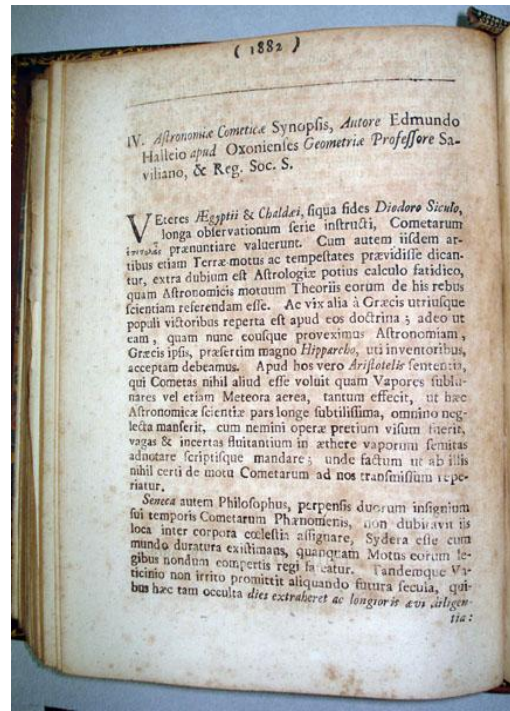 ( 1882 )
IV. Aſtronomiæ Cometicæ Synopſis, Autore Edmundo
Halleio apud Oxonienſes Geometriæ Profeſſore Sa-
viliano, & Reg. Soc. S.
VEteres Ægyptii & Chaldæi, ſiqua fides Diodoro Siculo,
longa obſervationum ſerie inſtructi, Cometarum
ἐπιτολὰς prænuntiare valuerunt. Cum autem iiſdem ar-
tibus etiam Terræ-motus ac tempeſtates prævidiſſe dican-
tur, extra dubium eſt Aſtrologiæ potius calculo fatidico,
quam Aſtronomicis motuum Theoriis eorum de his rebus
ſcientiam referendam eſſe. Ac vix alia à Græcis utriuſque
populi victoribus reperta eſt apud eos doctrina ; adeo ut
eam , quam nunc eouſque proveximus Aſtronomiam ,
Græcis ipſis, præſertim magno Hipparcho, uti inventoribus,
acceptam debeamus. Apud hos vero Ariſtotelis ſententia,
qui Cometas nihil aliud eſſe voluit quam Vapores ſublu-
nares vel etiam Meteora aerea, tantum effecit, ut hæc
Aſtronomicæ ſcientiæ pars longe ſubtiliſſima, omnino neg-
lecta manſerit, cum nemini operæ pretium viſum fuerit,
vagas & incertas fluitantium in æthere vaporum ſemitas
adnotare ſcriptiſque mandare ; unde factum ut ab illis
nihil certi de motu Cometarum ad nos tranſmiſſum repe-
riatur.
Seneca autem Philoſophus, perpenſis duorum inſignium
ſui temporis Cometarum Phænomenis, non dubitavit iis
loca inter corpora cœleſtia aſſignare, Sydera eſſe cum
mundo duratura exiſtimans, quanquam Motus eorum le-
gibus nondum compertis regi fateatur. Tandemque Va-
ticinio non irrito promittit aliquando futura ſecula, qui-
bus hæc tam occulta dies extraheret ac longioris ævi diligen-
tia :